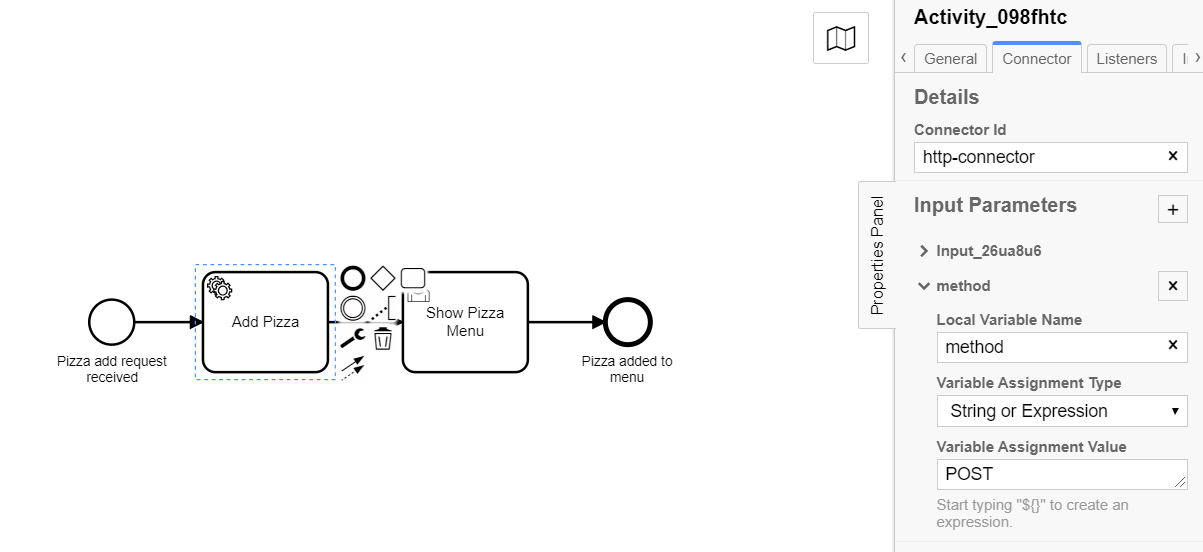 Activity_098fhtc
General
Connector
Listeners
Details
Connector Id
http-connector
Input Parameters
Input_26ua8u6
method
Local Variable Name
method
Variable Assignment Type
String or Expression
Variable Assignment Value
POST
Start typing "${}" to create an
expression.
Properties Panel
Add Pizza
Show Pizza
Menu
Pizza add request
received
Pizza added to
menu